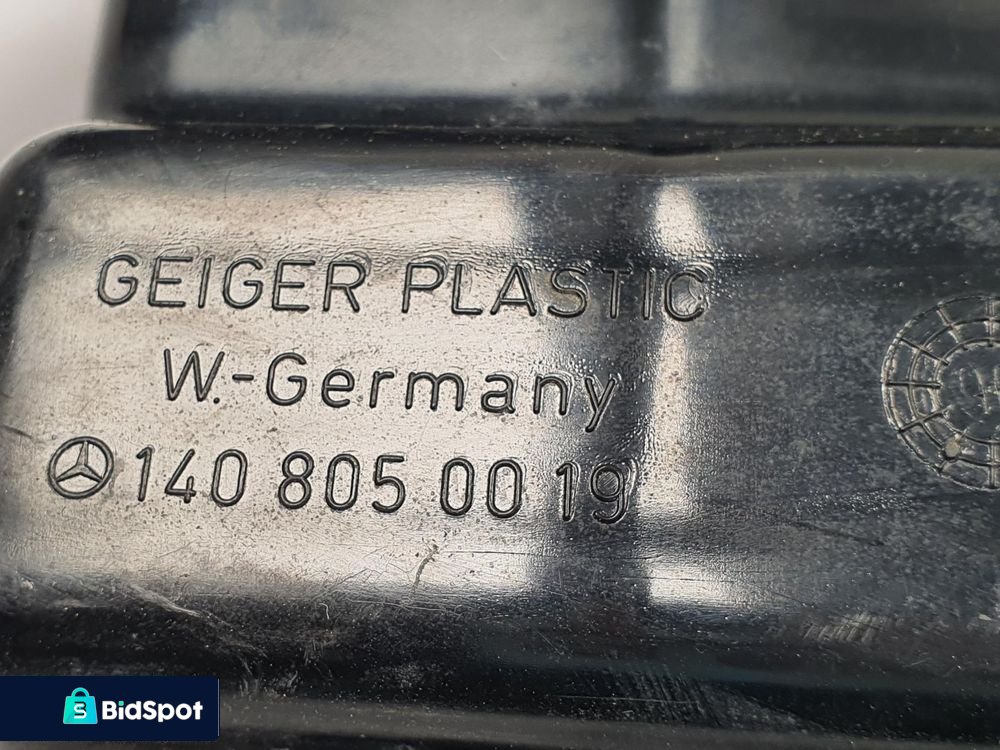 GEIGER PLASTIC
W.-Germany
140 805 00 19
BidSpot